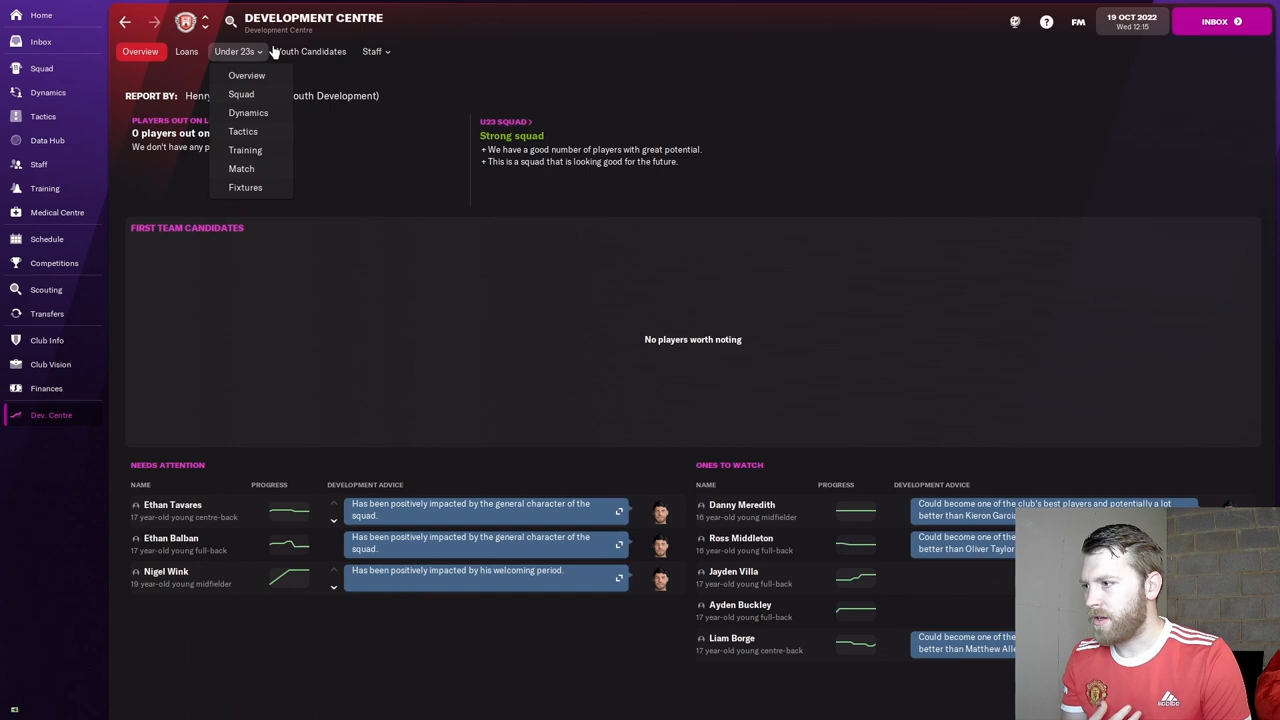 Home
Inbox
Squad
Dynamics
Tactics
Data Hub
Staff
Training
Medical Centre
Schedule
Competitions
Scouting
Transfers
Club Info
Club Vision
Finances
Dev. Centre
DEVELOPMENT CENTRE
Development Centre
FM
19 OCT 2022
Wed 12:15
INBOX
Overview
Loans
Under 23s
Youth Candidates
Staff
Overview
Squad
Dynamics
Tactics
Training
Match
Fixtures
REPORT BY: Henry outh Development)
PLAYERS OUT ON L
0 players out on
We don't have any p
U23 SQUAD >
Strong squad
+ We have a good number of players with great potential.
+ This is a squad that is looking good for the future.
FIRST TEAM CANDIDATES
No players worth noting
NEEDS ATTENTION
NAME PROGRESS DEVELOPMENT ADVICE
Ethan Tavares
17 year-old young centre-back
Has been positively impacted by the general character of the
squad.
Ethan Balban
17 year-old young full-back
Has been positively impacted by the general character of the
squad.
Nigel Wink
19 year-old young midfielder
Has been positively impacted by his welcoming period.
ONES TO WATCH
NAME PROGRESS DEVELOPMENT ADVICE
Danny Meredith
16 year-old young midfielder
Could become one of the club's best players and potentially a lot
better than Kieron Garcia
Ross Middleton
16 year-old young full-back
Could become one of the
better than Oliver Taylor
Jayden Villa
17 year-old young full-back
Ayden Buckley
17 year-old young full-back
Liam Borge
17 year-old young centre-back
Could become one of the
better than Matthew Alle